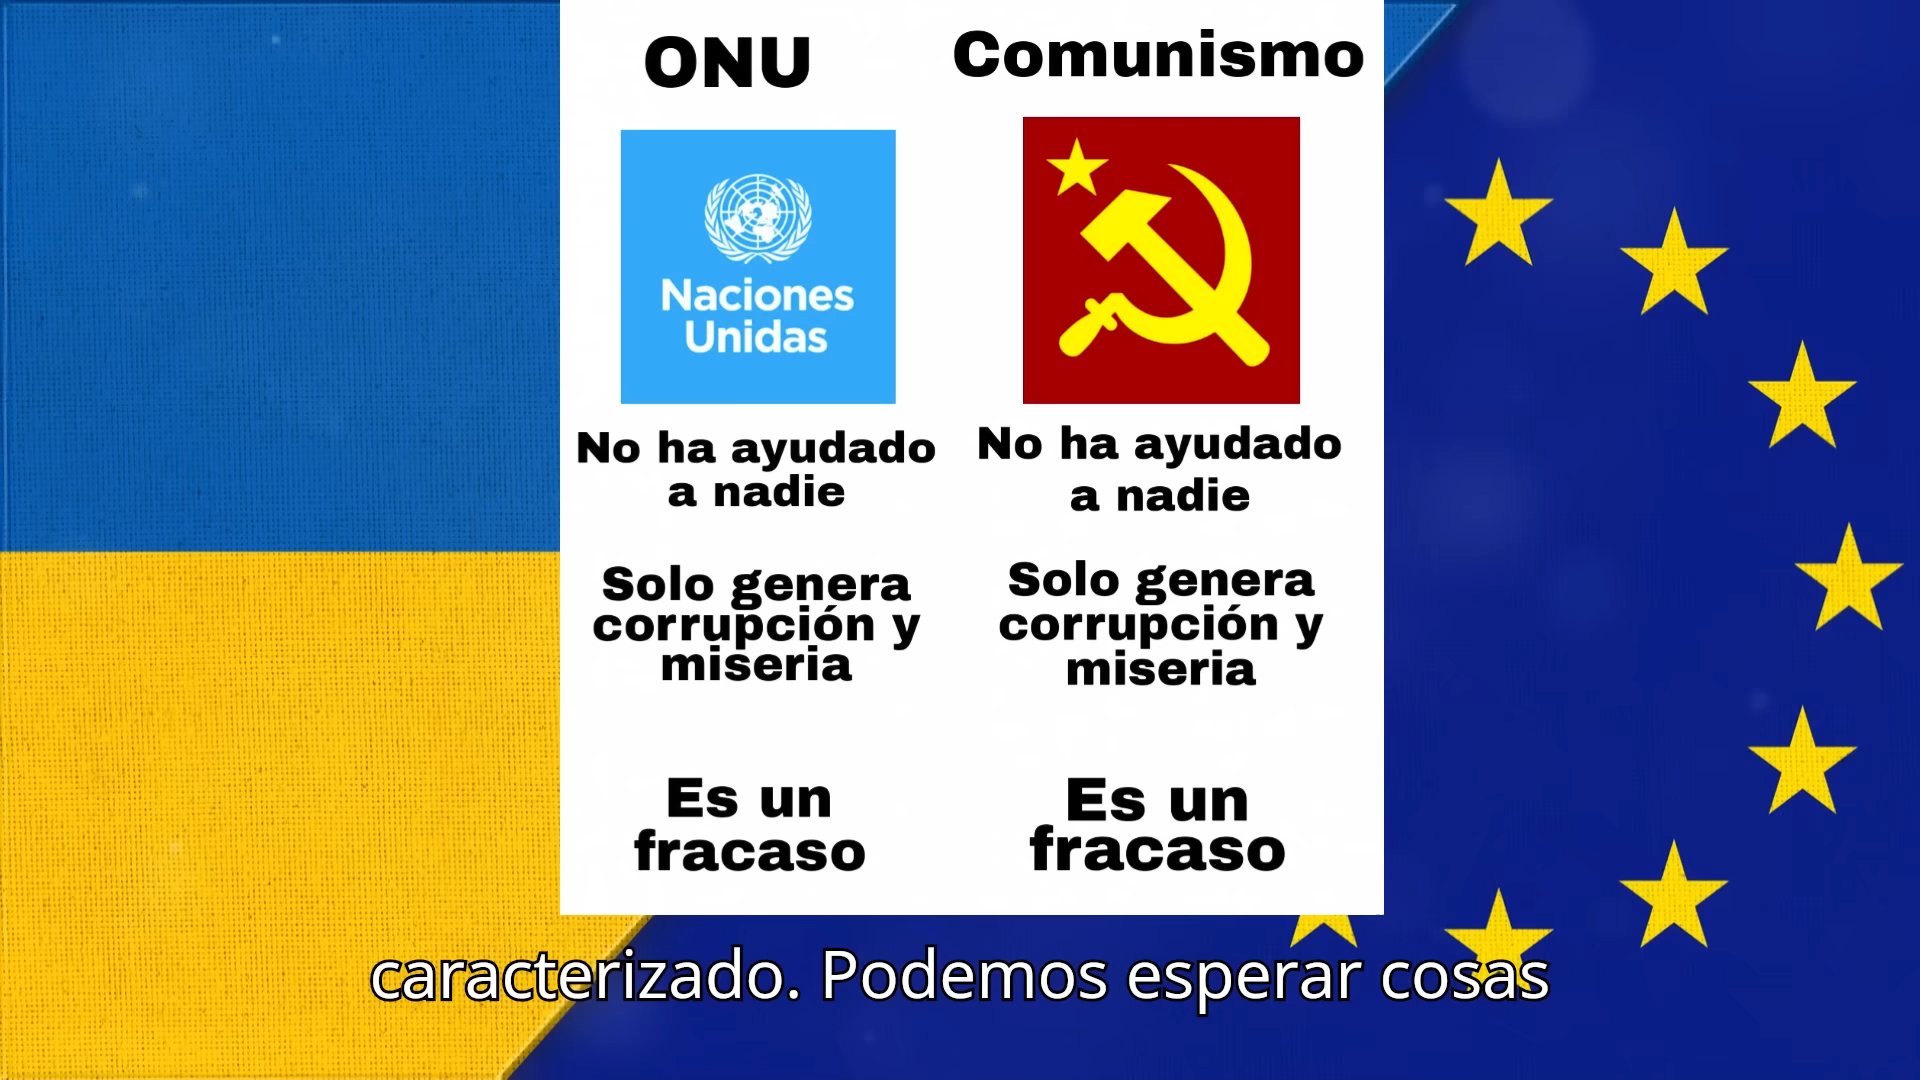 ONU
Naciones
Unidas
No ha ayudado
a nadie
Solo genera
corrupción y
miseria
Es un
fracaso
Comunismo
No ha ayudado
a nadie
Solo genera
corrupción y
miseria
Es un
fracaso
caracterizado. Podemos esperar cosas